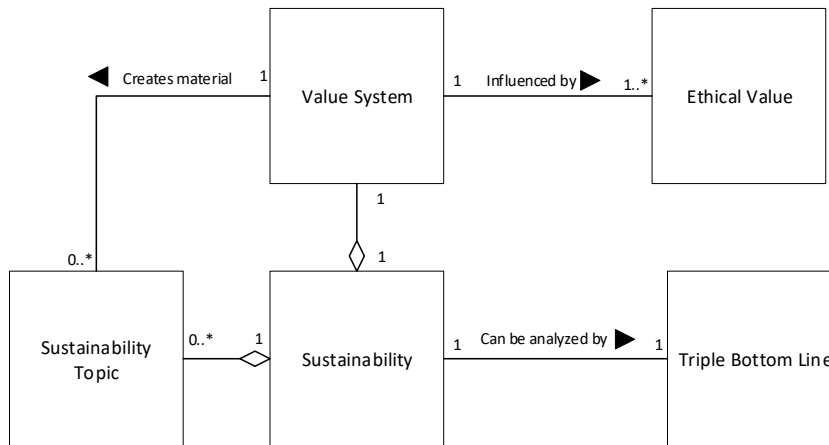 Creates material
1
Value System
1
Influenced by
1..*
Ethical Value
1
0..*
1
Sustainability
Topic
0..*
1
Sustainability
1
Can be analyzed by
1
Triple Bottom Line